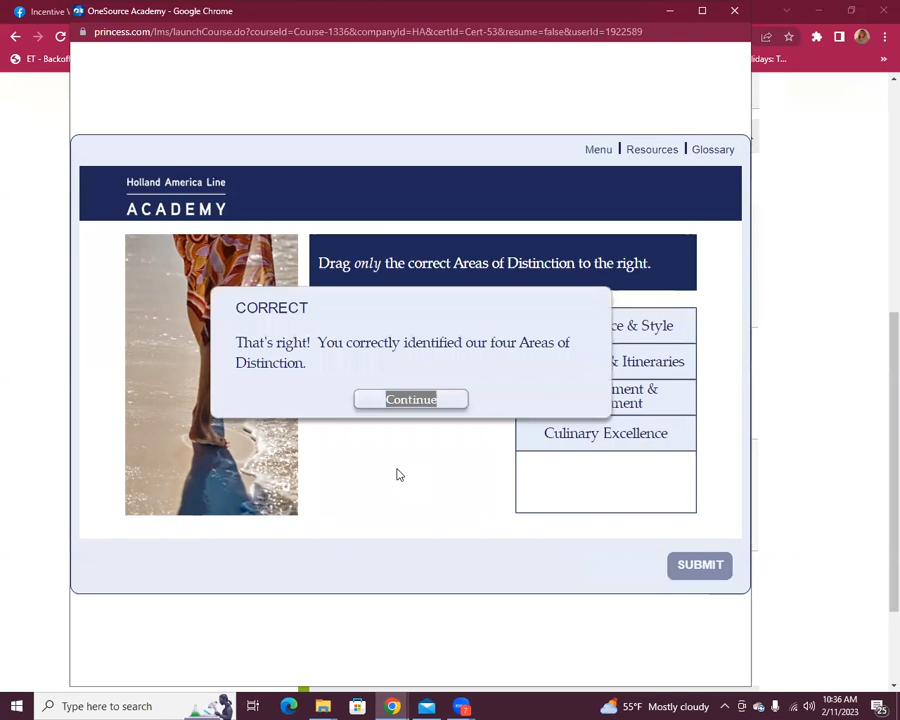 Incentive V
OneSource Academy - Google Chrome
princess.com/lms/launchCourse.do?courseId=Course-1336&companyId=HA&certId=Cert-53&resume=false&userId=1922589
ET - Backoff
lidays: T...
»
Menu | Resources | Glossary
Holland America Line
ACADEMY
Drag only the correct Areas of Distinction to the right.
CORRECT
That's right! You correctly identified our four Areas of
Distinction.
Continue
ce & Style
& Itineraries
ment &
ment
Culinary Excellence
SUBMIT
Type here to search
7
55°F Mostly cloudy
10:36 AM
2/11/2023
25